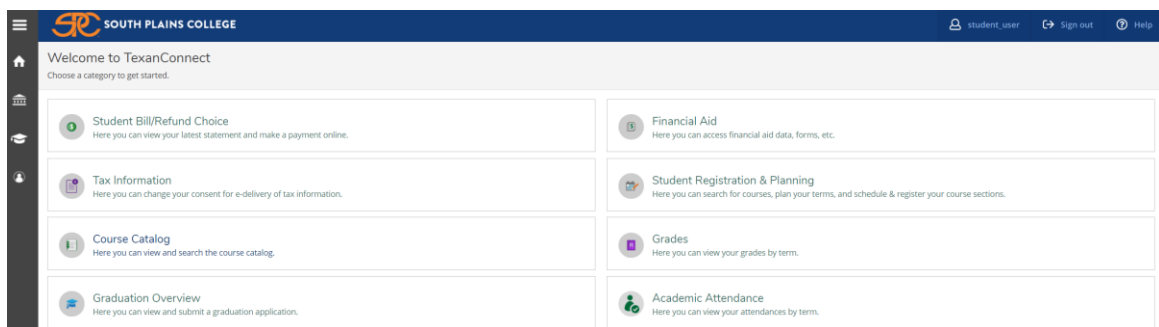 SPC SOUTH PLAINS COLLEGE
student_user
Sign out
Help
Welcome to TexanConnect
Choose a category to get started.
Student Bill/Refund Choice
Here you can view your latest statement and make a payment online.
Financial Aid
Here you can access financial aid data, forms, etc.
Tax Information
Here you can change your consent for e-delivery of tax information.
Student Registration & Planning
Here you can search for courses, plan your terms, and schedule & register your course sections.
Course Catalog
Here you can view and search the course catalog.
Grades
Here you can view your grades by term.
Graduation Overview
Here you can view and submit a graduation application.
Academic Attendance
Here you can view your attendances by term.